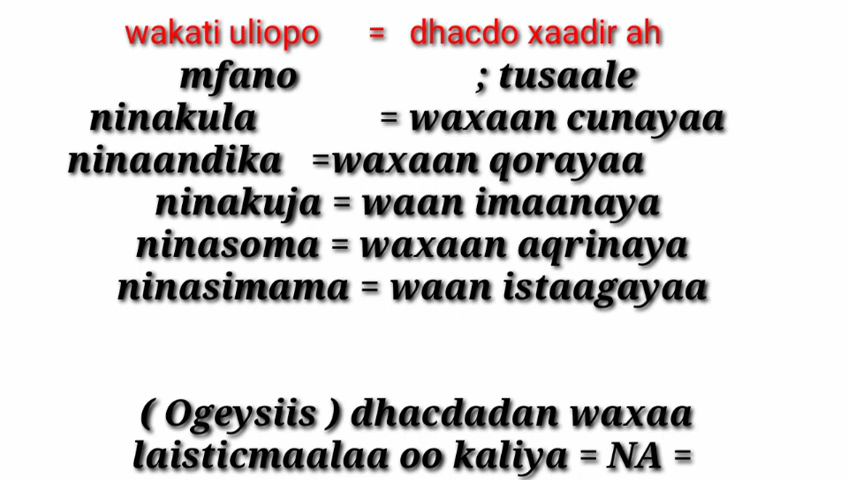 wakati uliopo = dhacdo xaadir ah
mfano ; tusaale
ninakula = waxaan cunayaa
ninaandika =waxaan qorayaa
ninakuja = waan imaanaya
ninasoma = waxaan aqrinaya
ninasimama = waan istaagayaa
( Ogeysiis ) dhacdadan waxaa
laisticmaalaa oo kaliya = NA =